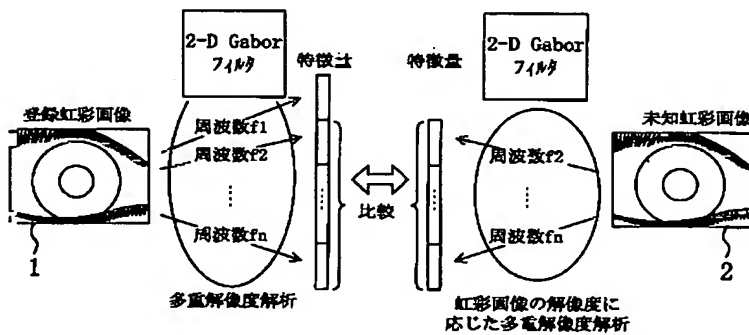 2-D Gabor
フィルタ
特徴量
登録虹彩画像
周波数f1
周波数f2
周波数fn
1
多重解像度解析
比較
特徴量
2-D Gabor
フィルタ
未知虹彩画像
周波数f2
周波数fn
2
虹彩画像の解像度に
応じた多重解像度解析